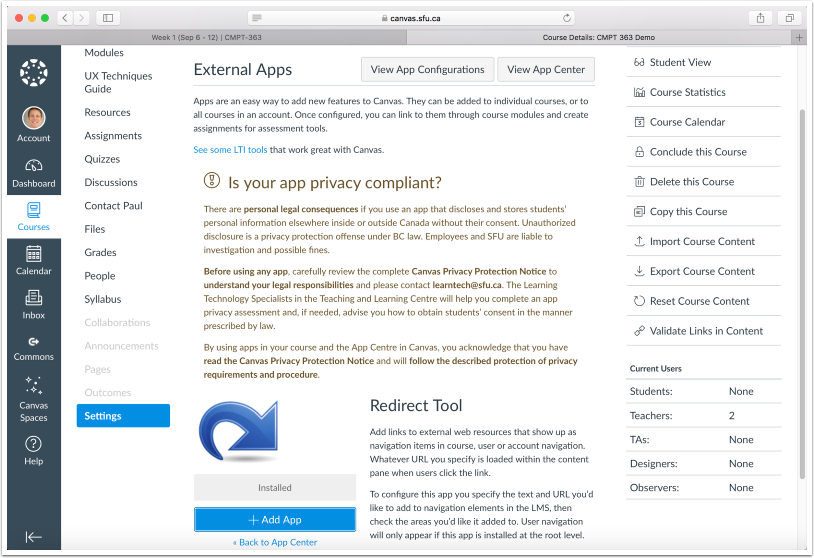 canvas.sfu.ca
Week 1 (Sep 6 - 12) | CMPT-363
Course Details: CMPT 363 Demo
Account
Dashboard
Courses
Calendar
Inbox
Commons
Canvas
Spaces
Help
Modules
UX Techniques
Guide
Resources
Assignments
Quizzes
Discussions
Contact Paul
Files
Grades
People
Syllabus
Collaborations
Announcements
Pages
Outcomes
Settings
External Apps
View App Configurations
View App Center
Apps are an easy way to add new features to Canvas. They can be added to individual courses, or to
all courses in an account. Once configured, you can link to them through course modules and create
assignments for assessment tools.
See some LTI tools that work great with Canvas.
Is your app privacy compliant?
There are personal legal consequences if you use an app that discloses and stores students'
personal information elsewhere inside or outside Canada without their consent. Unauthorized
disclosure is a privacy protection offense under BC law. Employees and SFU are liable to
investigation and possible fines.
Before using any app, carefully review the complete Canvas Privacy Protection Notice to
understand your legal responsibilities and please contact learntech@sfu.ca. The Learning
Technology Specialists in the Teaching and Learning Centre will help you complete an app
privacy assessment and, if needed, advise you how to obtain students' consent in the manner
prescribed by law.
By using apps in your course and the App Centre in Canvas, you acknowledge that you have
read the Canvas Privacy Protection Notice and will follow the described protection of privacy
requirements and procedure.
Installed
+ Add App
« Back to App Center
Redirect Tool
Add links to external web resources that show up as
navigation items in course, user or account navigation.
Whatever URL you specify is loaded within the content
pane when users click the link.
To configure this app you specify the text and URL you'd
like to add to navigation elements in the LMS, then
check the areas you'd like it added to. User navigation
will only appear if this app is installed at the root level.
Student View
Course Statistics
Course Calendar
Conclude this Course
Delete this Course
Copy this Course
Import Course Content
Export Course Content
Reset Course Content
Validate Links in Content
Current Users
Students: None
Teachers: 2
TAs: None
Designers: None
Observers: None